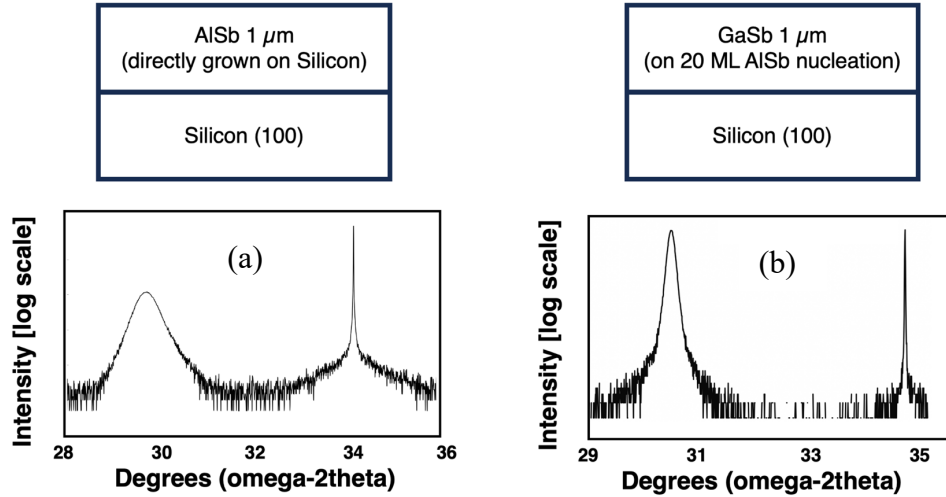 AlSb 1 µm
(directly grown on Silicon)
Silicon (100)
GaSb 1 µm
(on 20 ML AlSb nucleation)
Silicon (100)
Intensity [log scale]
(a)
28 30 32 34 36
Degrees (omega-2theta)
Intensity [log scale]
(b)
29 31 33 35
Degrees (omega-2theta)